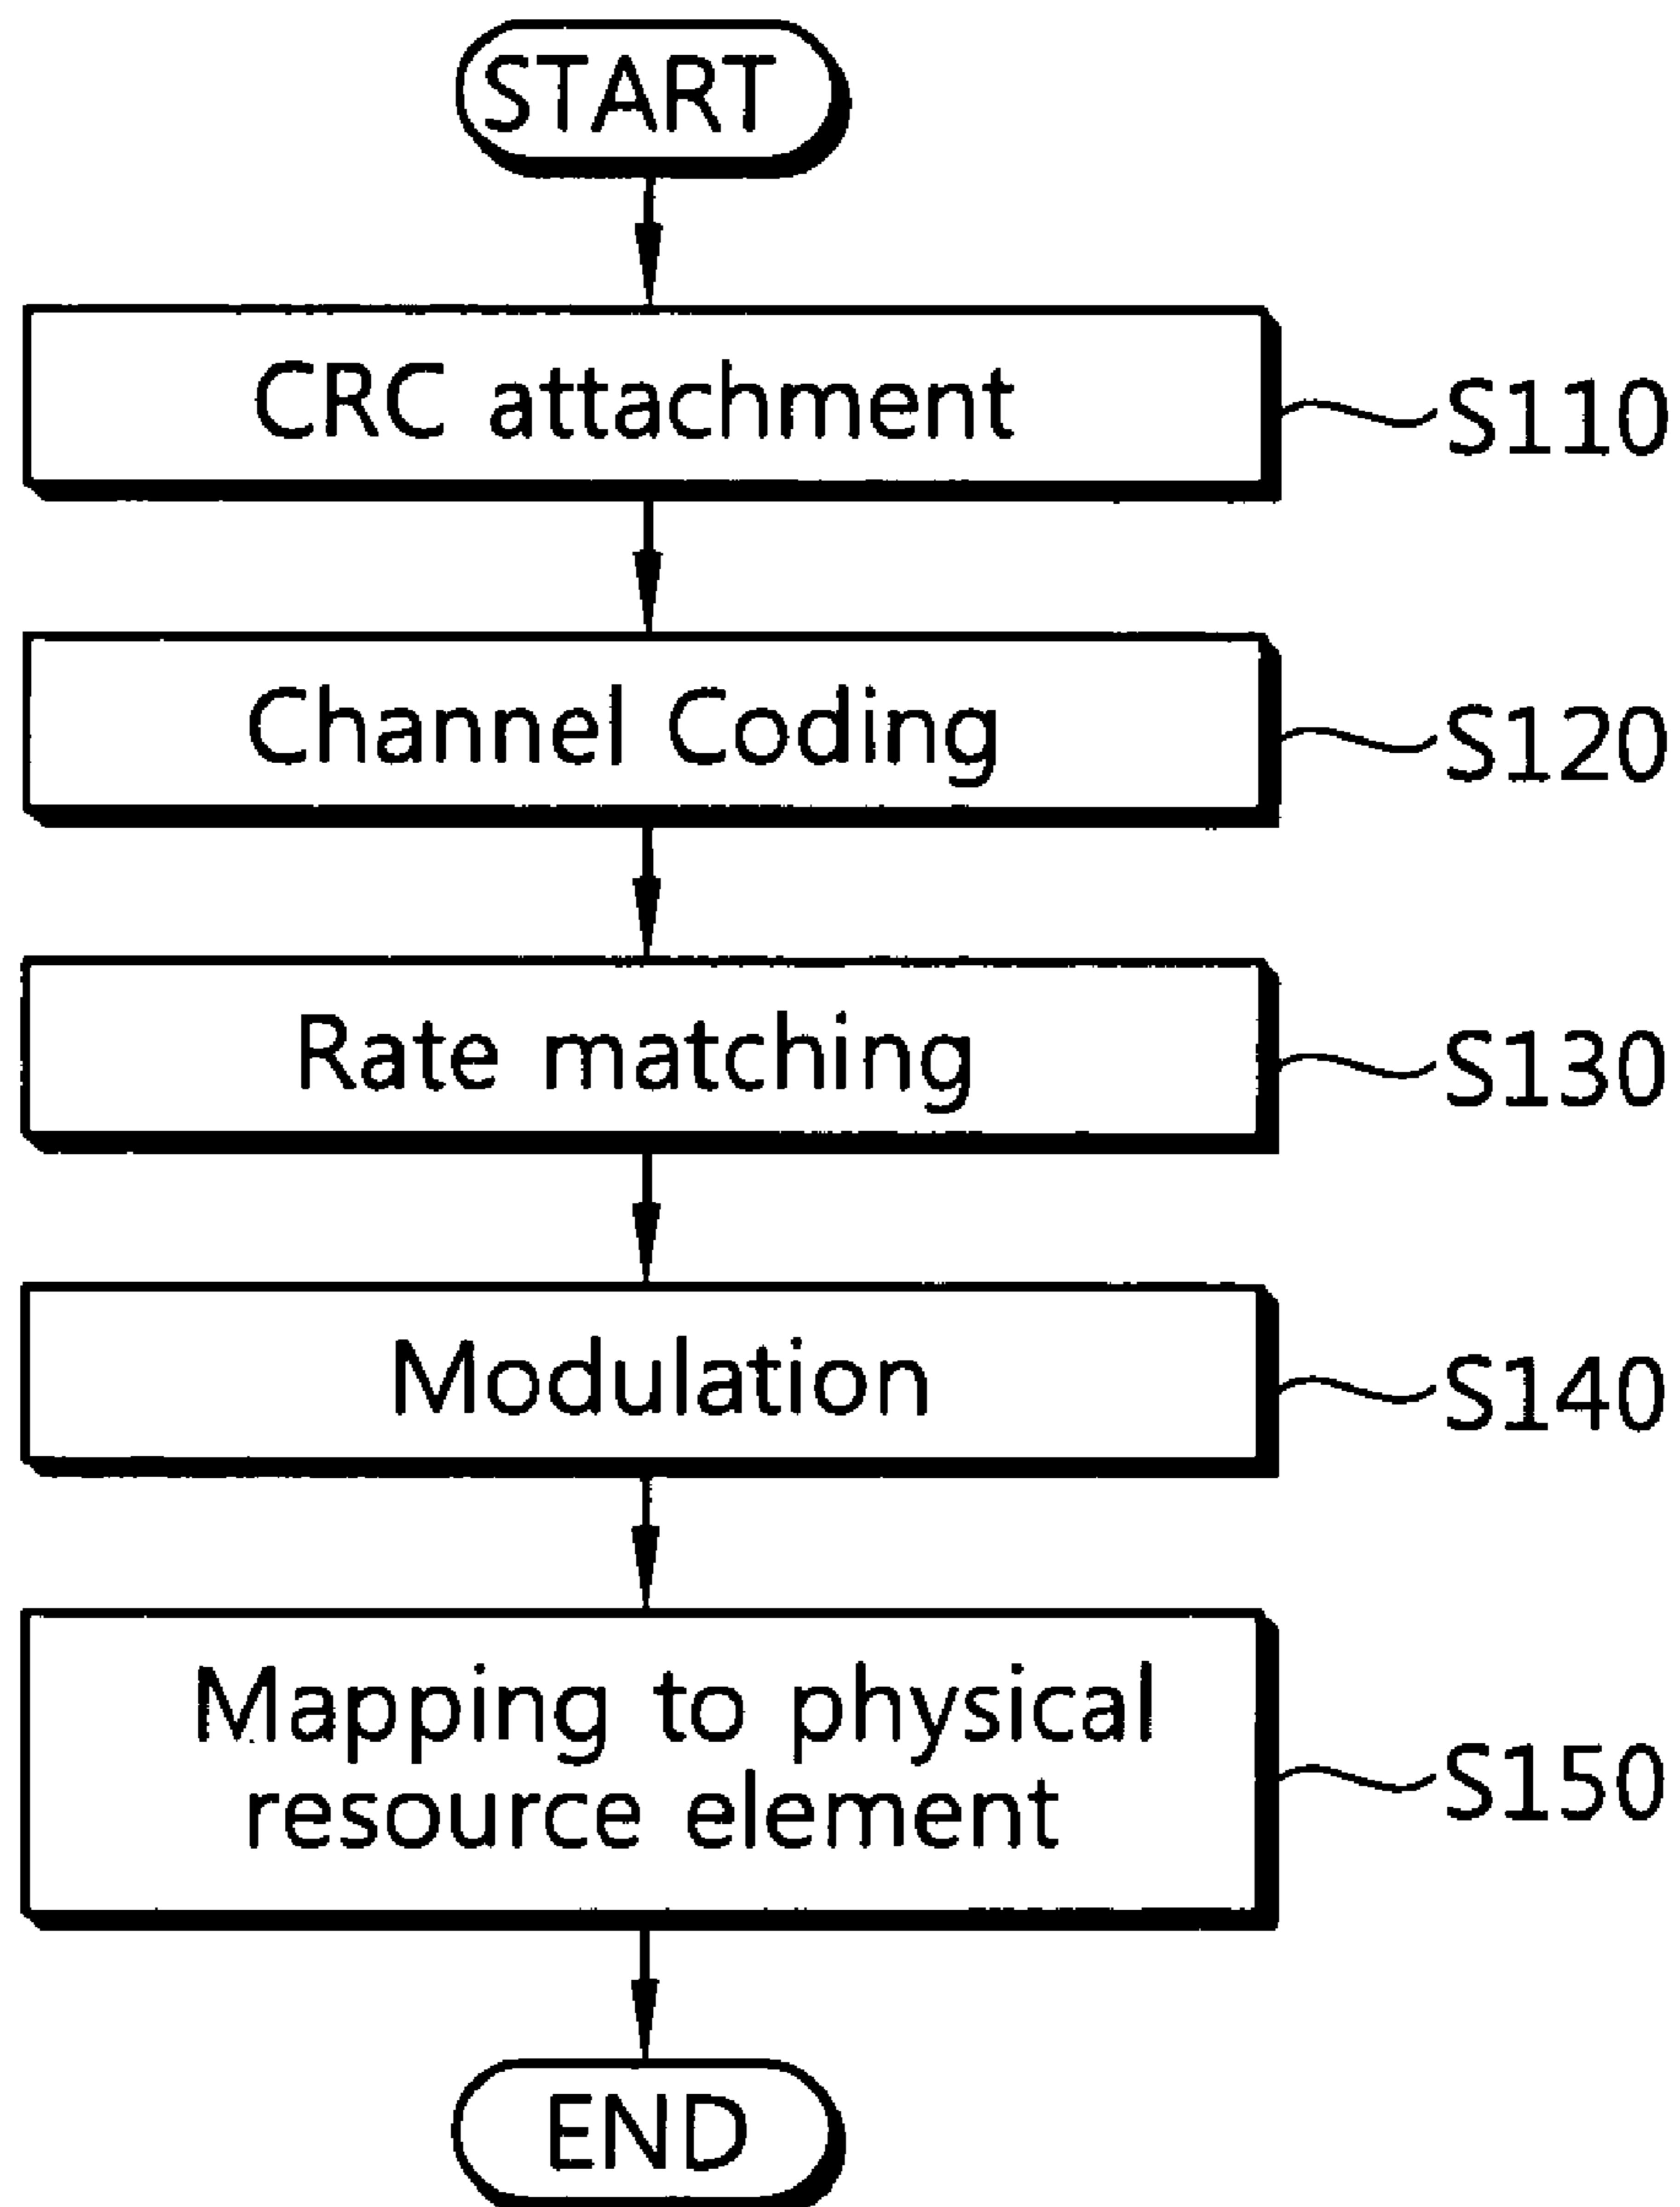 START
CRC attachment
S110
Channel Coding
S120
Rate matching
S130
Modulation
S140
Mapping to physical
resource element
S150
END